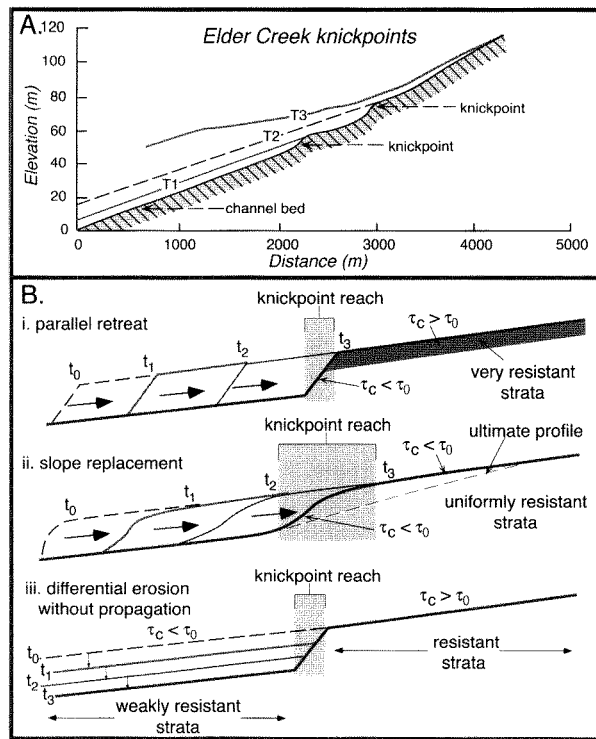 A.
Elder Creek knickpoints
120
100
80
60
40
20
0
Elevation (m)
T3
T2
T1
knickpoint
knickpoint
channel bed
1000
2000
3000
4000
5000
Distance (m)
B.
knickpoint reach
i. parallel retreat
t0
t1
t2
t3
τc > τ0
τc < τ0
very resistant
strata
knickpoint reach
ii. slope replacement
t0
t1
t2
t3
τc < τ0
ultimate profile
uniformly resistant
strata
τc < τ0
knickpoint reach
iii. differential erosion
without propagation
τc < τ0
τc > τ0
t0
t1
t2
t3
resistant
strata
weakly resistant
strata